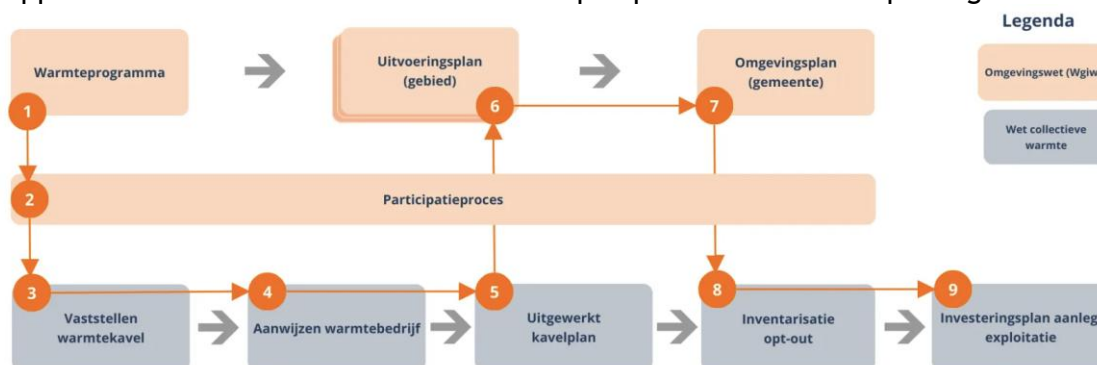 Legenda
Warmteprogramma
Uitvoeringsplan
(gebied)
Omgevingsplan
(gemeente)
Omgevingswet (Wgiw
1
6
7
Wet collectieve
warmte
2
Participatieproces
3
4
5
8
9
Vaststellen
warmtekavel
Aanwijzen warmtebedrijf
Uitgewerkt
kavelplan
Inventarisatie
opt-out
Investeringsplan aanleg
exploitatie